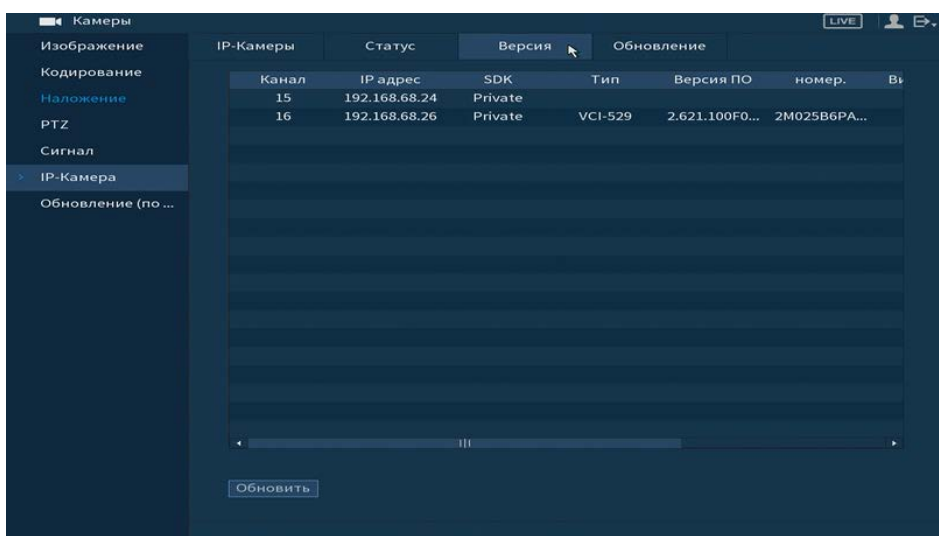 Камеры LIVE
Изображение
Кодирование
Наложение
PTZ
Сигнал
IP-Камера
Обновление (по ...
IP-Камеры Статус Версия Обновление
Канал IP адрес SDK Тип Версия ПО номер. Ви
15 192.168.68.24 Private
16 192.168.68.26 Private VCI-529 2.621.100F0... 2M025B6PA...
Обновить